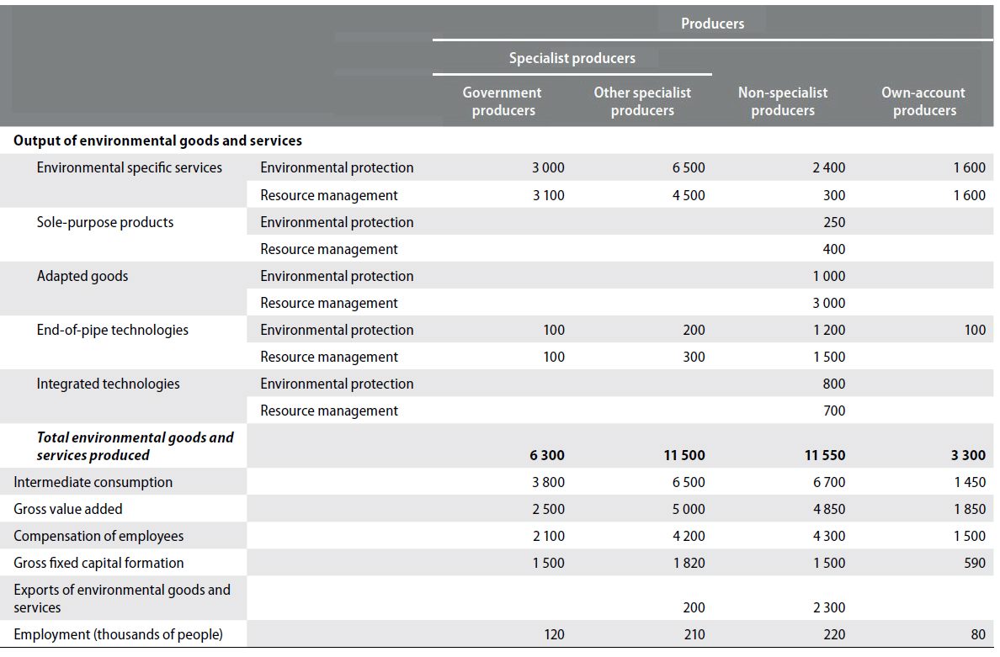 Producers
Specialist producers
Government producers Other specialist producers Non-specialist producers Own-account producers
Output of environmental goods and services
Environmental specific services Environmental protection 3 000 6 500 2 400 1 600
Resource management 3 100 4 500 300 1 600
Sole-purpose products Environmental protection 250
Resource management 400
Adapted goods Environmental protection 1 000
Resource management 3 000
End-of-pipe technologies Environmental protection 100 200 1 200 100
Resource management 100 300 1 500
Integrated technologies Environmental protection 800
Resource management 700
Total environmental goods and
services produced 6 300 11 500 11 550 3 300
Intermediate consumption 3 800 6 500 6 700 1 450
Gross value added 2 500 5 000 4 850 1 850
Compensation of employees 2 100 4 200 4 300 1 500
Gross fixed capital formation 1 500 1 820 1 500 590
Exports of environmental goods and
services 200 2 300
Employment (thousands of people) 120 210 220 80